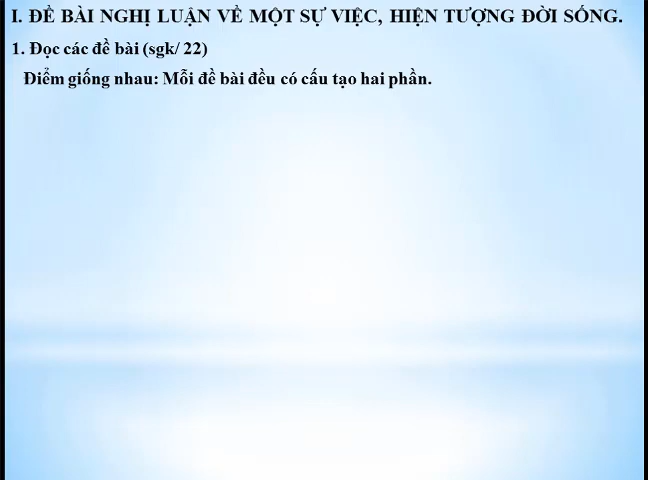 I. ĐỀ BÀI NGHỊ LUẬN VỀ MỘT SỰ VIỆC, HIỆN TƯỢNG ĐỜI SỐNG.
1. Đọc các đề bài (sgk/ 22)
Điểm giống nhau: Mỗi đề bài đều có cấu tạo hai phần.